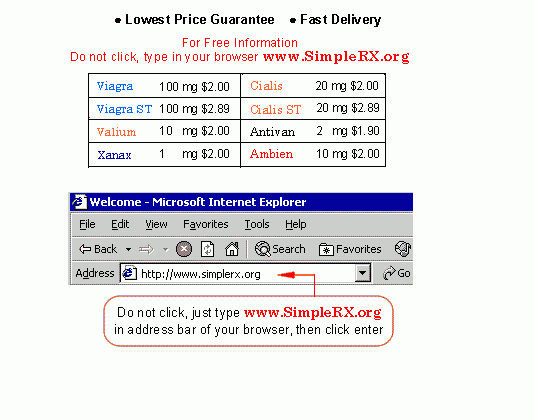 ● Lowest Price Guarantee ● Fast Delivery
For Free Information
Do not click, type in your browser www.SimpleRX.org
Viagra 100 mg $2.00 Cialis 20 mg $2.00
Viagra ST 100 mg $2.89 Cialis ST 20 mg $2.89
Valium 10 mg $2.00 Antivan 2 mg $1.90
Xanax 1 mg $2.00 Ambien 10 mg $2.00
Welcome - Microsoft Internet Explorer
File Edit View Favorites Tools Help
Back Search Favorites
Address http://www.simplerx.org Go
Do not click, just type www.SimpleRX.org
in address bar of your browser, then click enter